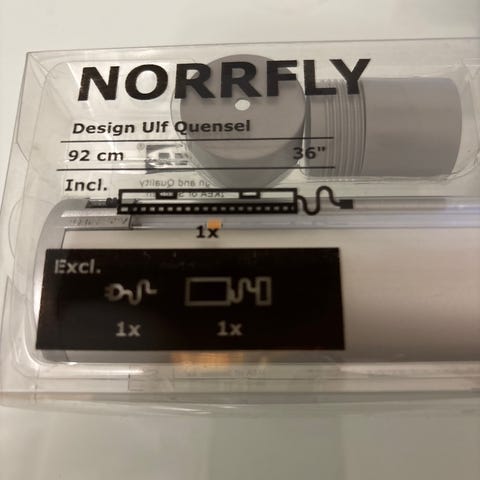 NORRFLY
Design Ulf Quensel
92 cm 36"
Incl.
1x
Excl.
1x 1x